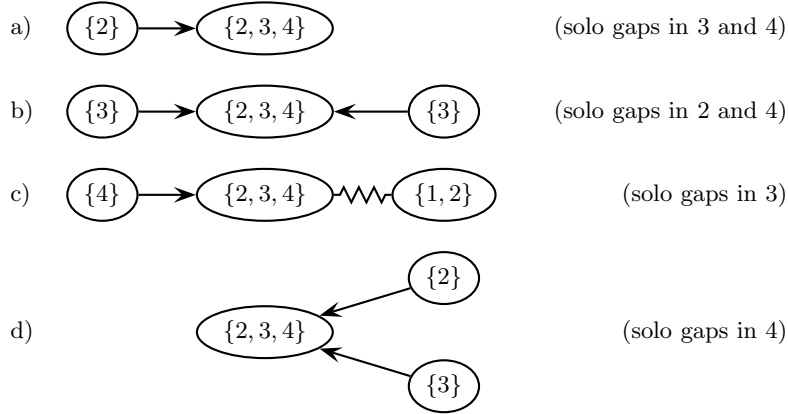 a) {2} {2, 3, 4} (solo gaps in 3 and 4)
b) {3} {2, 3, 4} {3} (solo gaps in 2 and 4)
c) {4} {2, 3, 4} {1, 2} (solo gaps in 3)
{2}
d) {2, 3, 4} (solo gaps in 4)
{3}